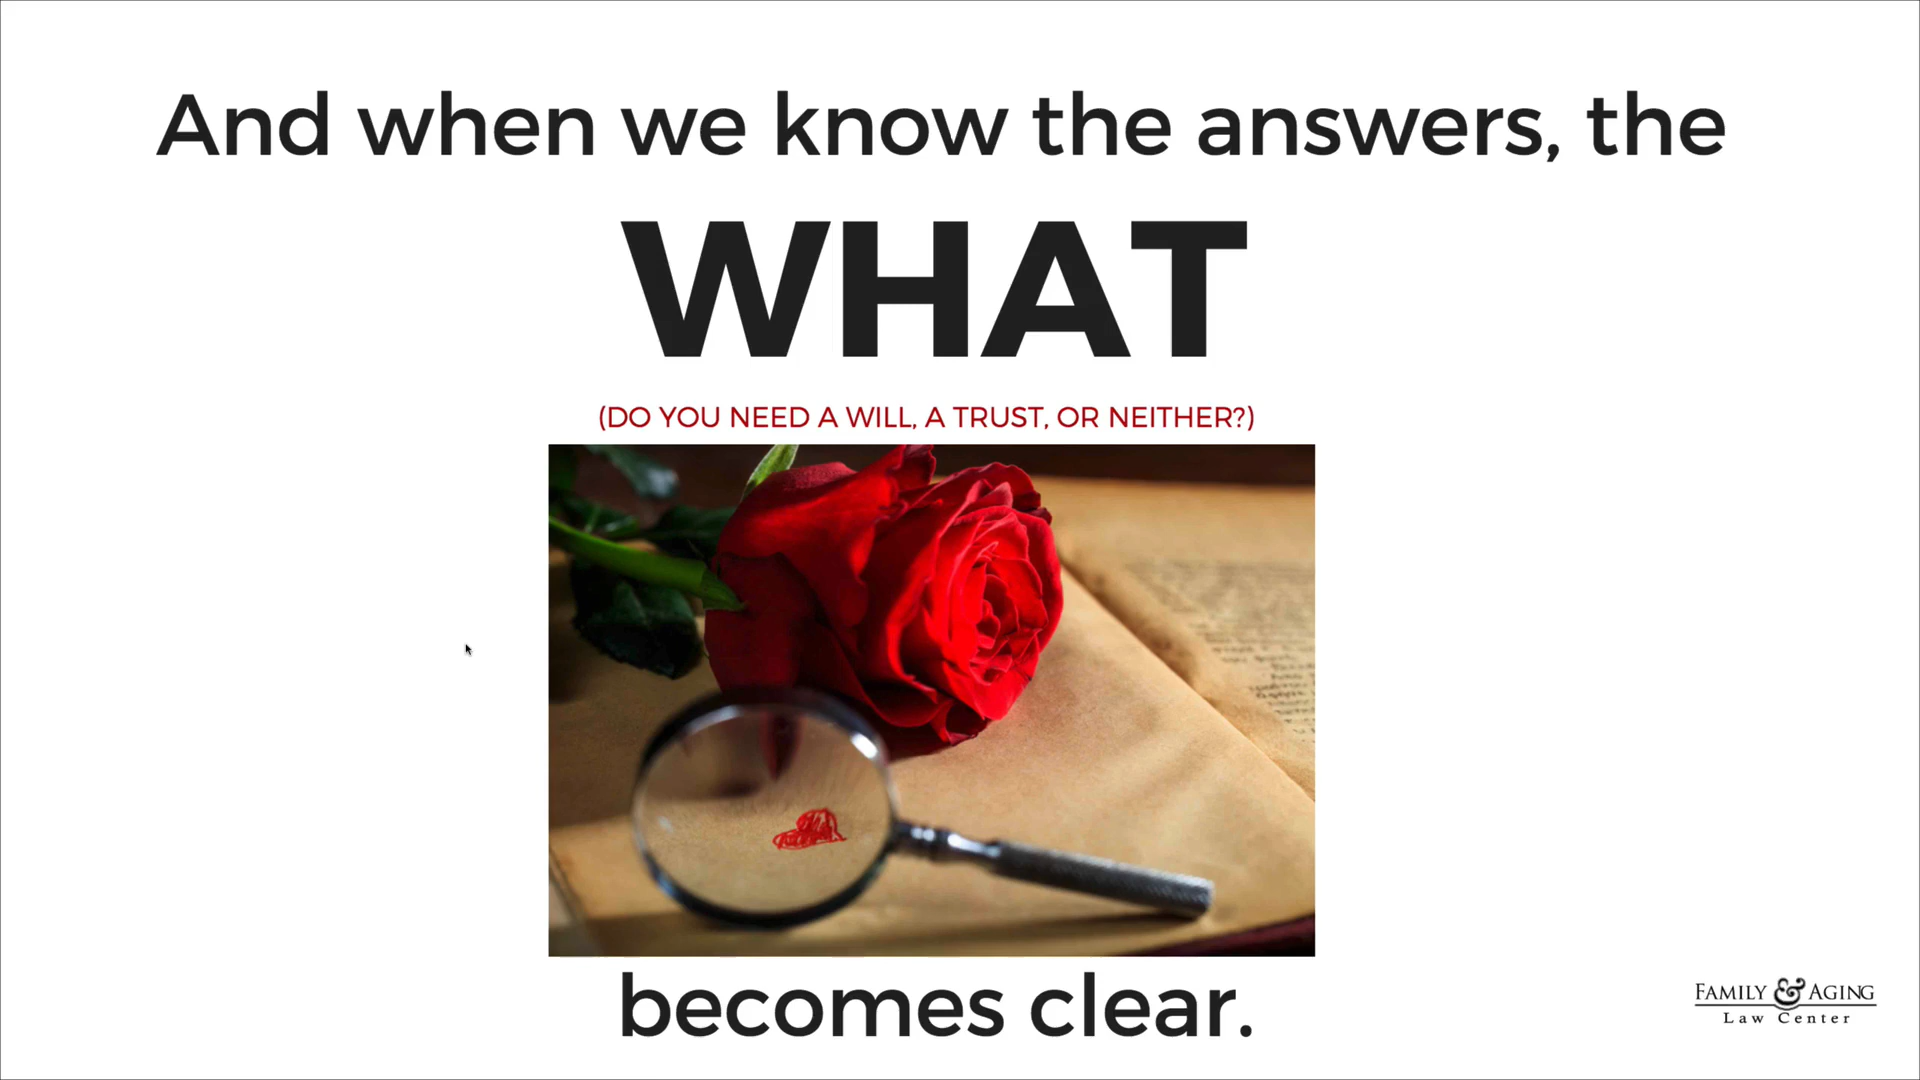 And when we know the answers, the
WHAT
(DO YOU NEED A WILL, A TRUST, OR NEITHER?)
becomes clear.
FAMILY & AGING
Law Center